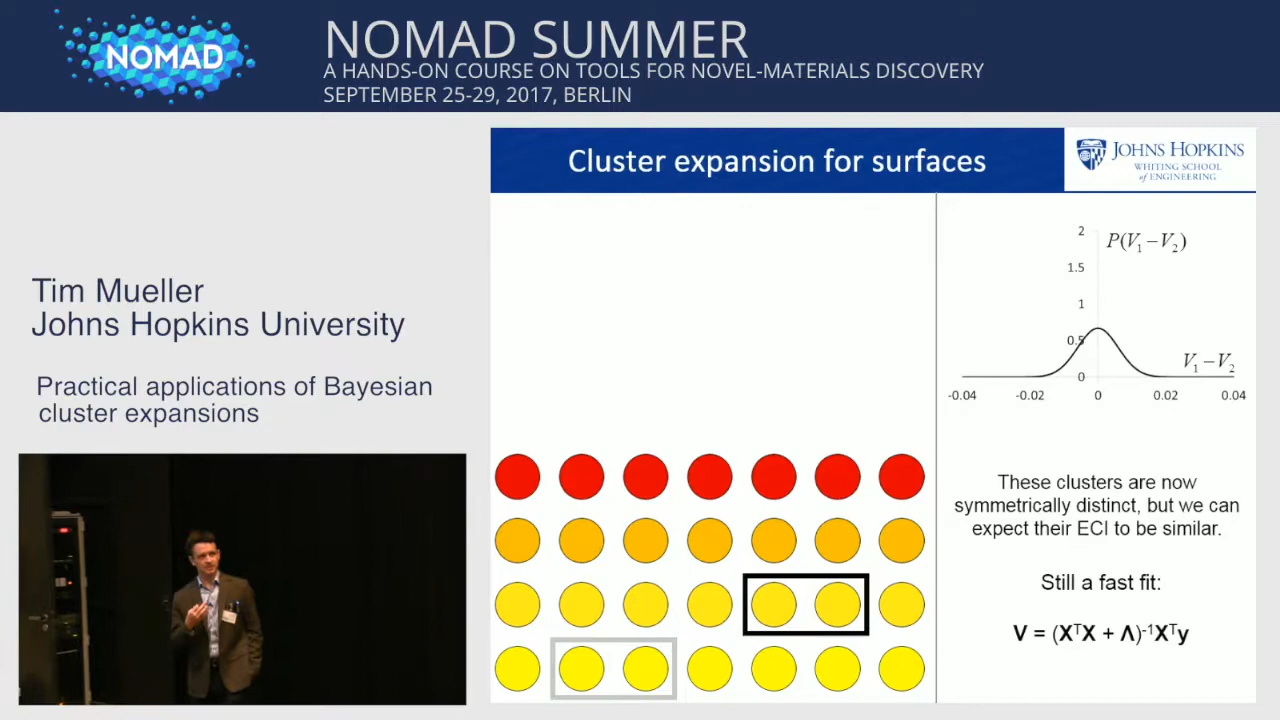 NOMAD
NOMAD SUMMER
A HANDS-ON COURSE ON TOOLS FOR NOVEL-MATERIALS DISCOVERY
SEPTEMBER 25-29, 2017, BERLIN
Tim Mueller
Johns Hopkins University
Practical applications of Bayesian
cluster expansions
Cluster expansion for surfaces
JOHNS HOPKINS
WHITING SCHOOL
of ENGINEERING
2
P(V₁ – V₂)
1.5
1
0.5
V₁ – V₂
0
-0.04 -0.02 0 0.02 0.04
These clusters are now
symmetrically distinct, but we can
expect their ECI to be similar.
Still a fast fit:
V = (XᵀX + Λ)⁻¹Xᵀy